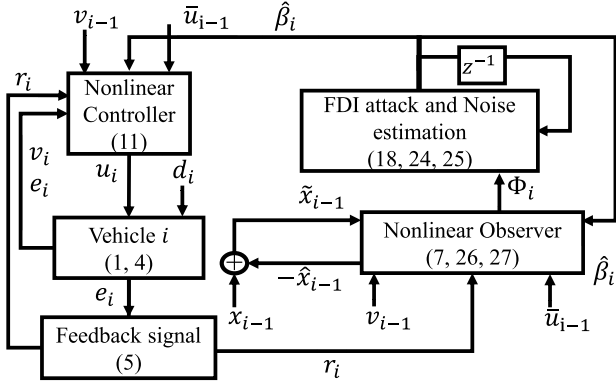 v_{i-1}
ū_{i-1}
β̂_i
r_i
Nonlinear
Controller
(11)
z^{-1}
FDI attack and Noise
estimation
(18, 24, 25)
v_i
e_i
u_i
d_i
Φ_i
x̃_{i-1}
Vehicle i
(1, 4)
Nonlinear Observer
(7, 26, 27)
+
-x̂_{i-1}
β̂_i
e_i
x_{i-1}
v_{i-1}
ū_{i-1}
Feedback signal
(5)
r_i